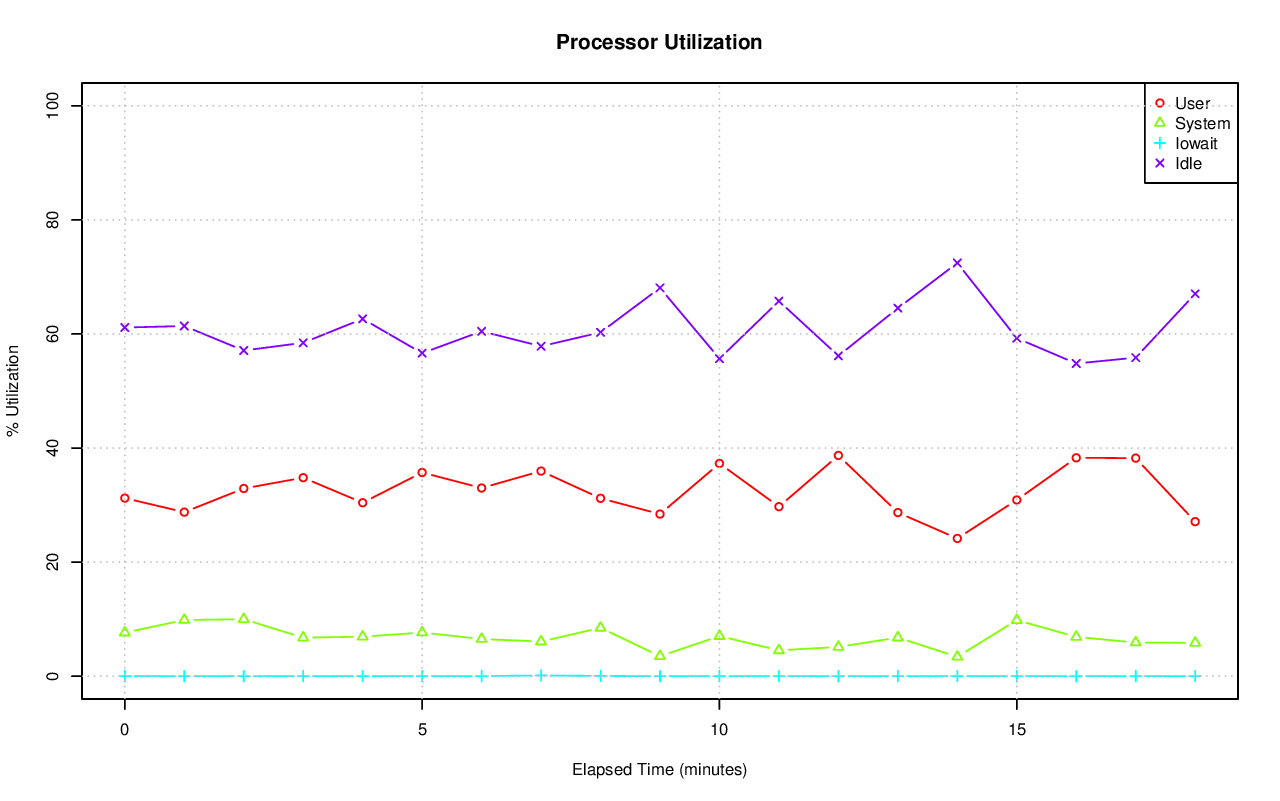 Processor Utilization
100
80
60
40
20
0
% Utilization
User
System
Iowait
Idle
0 5 10 15
Elapsed Time (minutes)